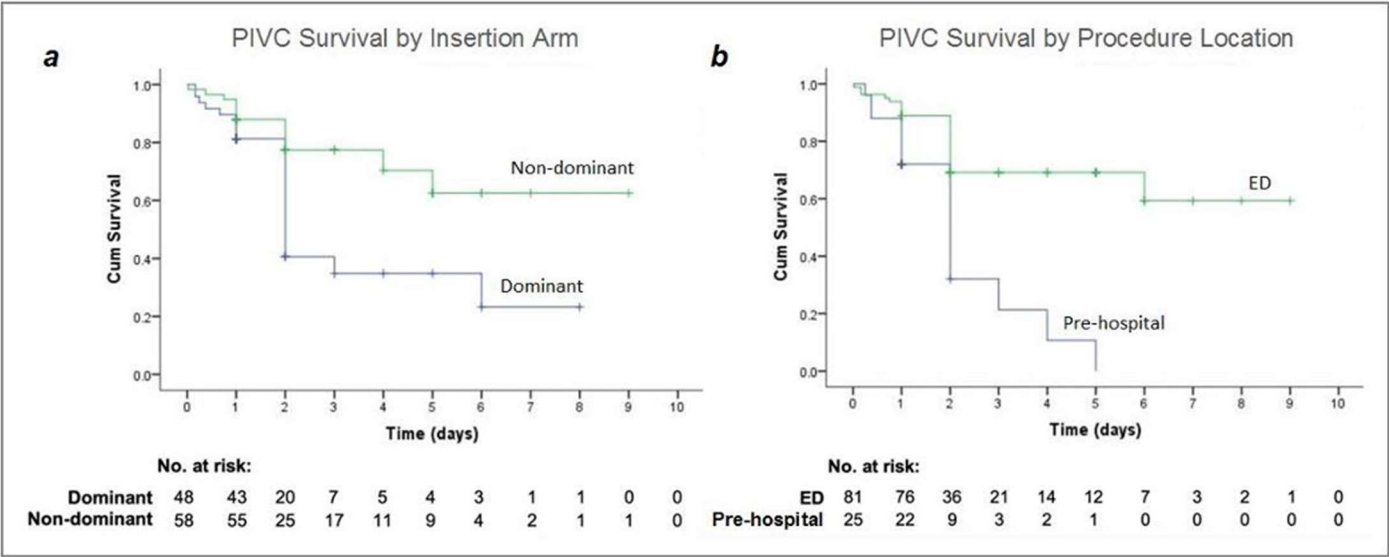 a
PIVC Survival by Insertion Arm
Cum Survival
1.0
0.8
0.6
0.4
0.2
0.0
Non-dominant
Dominant
0 1 2 3 4 5 6 7 8 9 10
Time (days)
No. at risk:
Dominant 48 43 20 7 5 4 3 1 1 0 0
Non-dominant 58 55 25 17 11 9 4 2 1 1 0
b
PIVC Survival by Procedure Location
Cum Survival
1.0
0.8
0.6
0.4
0.2
0.0
ED
Pre-hospital
0 1 2 3 4 5 6 7 8 9 10
Time (days)
No. at risk:
ED 81 76 36 21 14 12 7 3 2 1 0
Pre-hospital 25 22 9 3 2 1 0 0 0 0 0